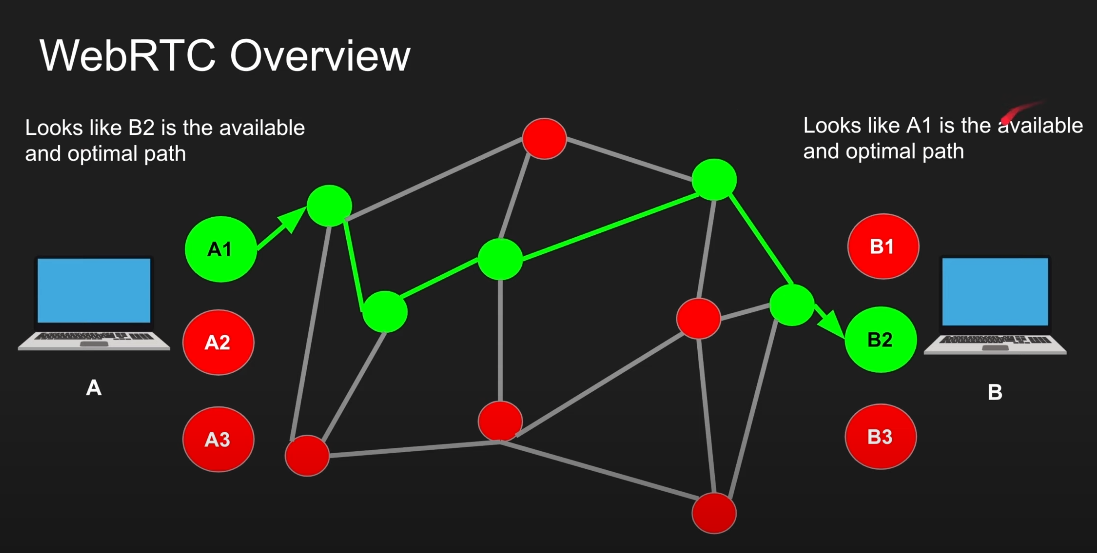 WebRTC Overview
Looks like B2 is the available
and optimal path
Looks like A1 is the available
and optimal path
A1
A2
A3
A
B1
B2
B3
B